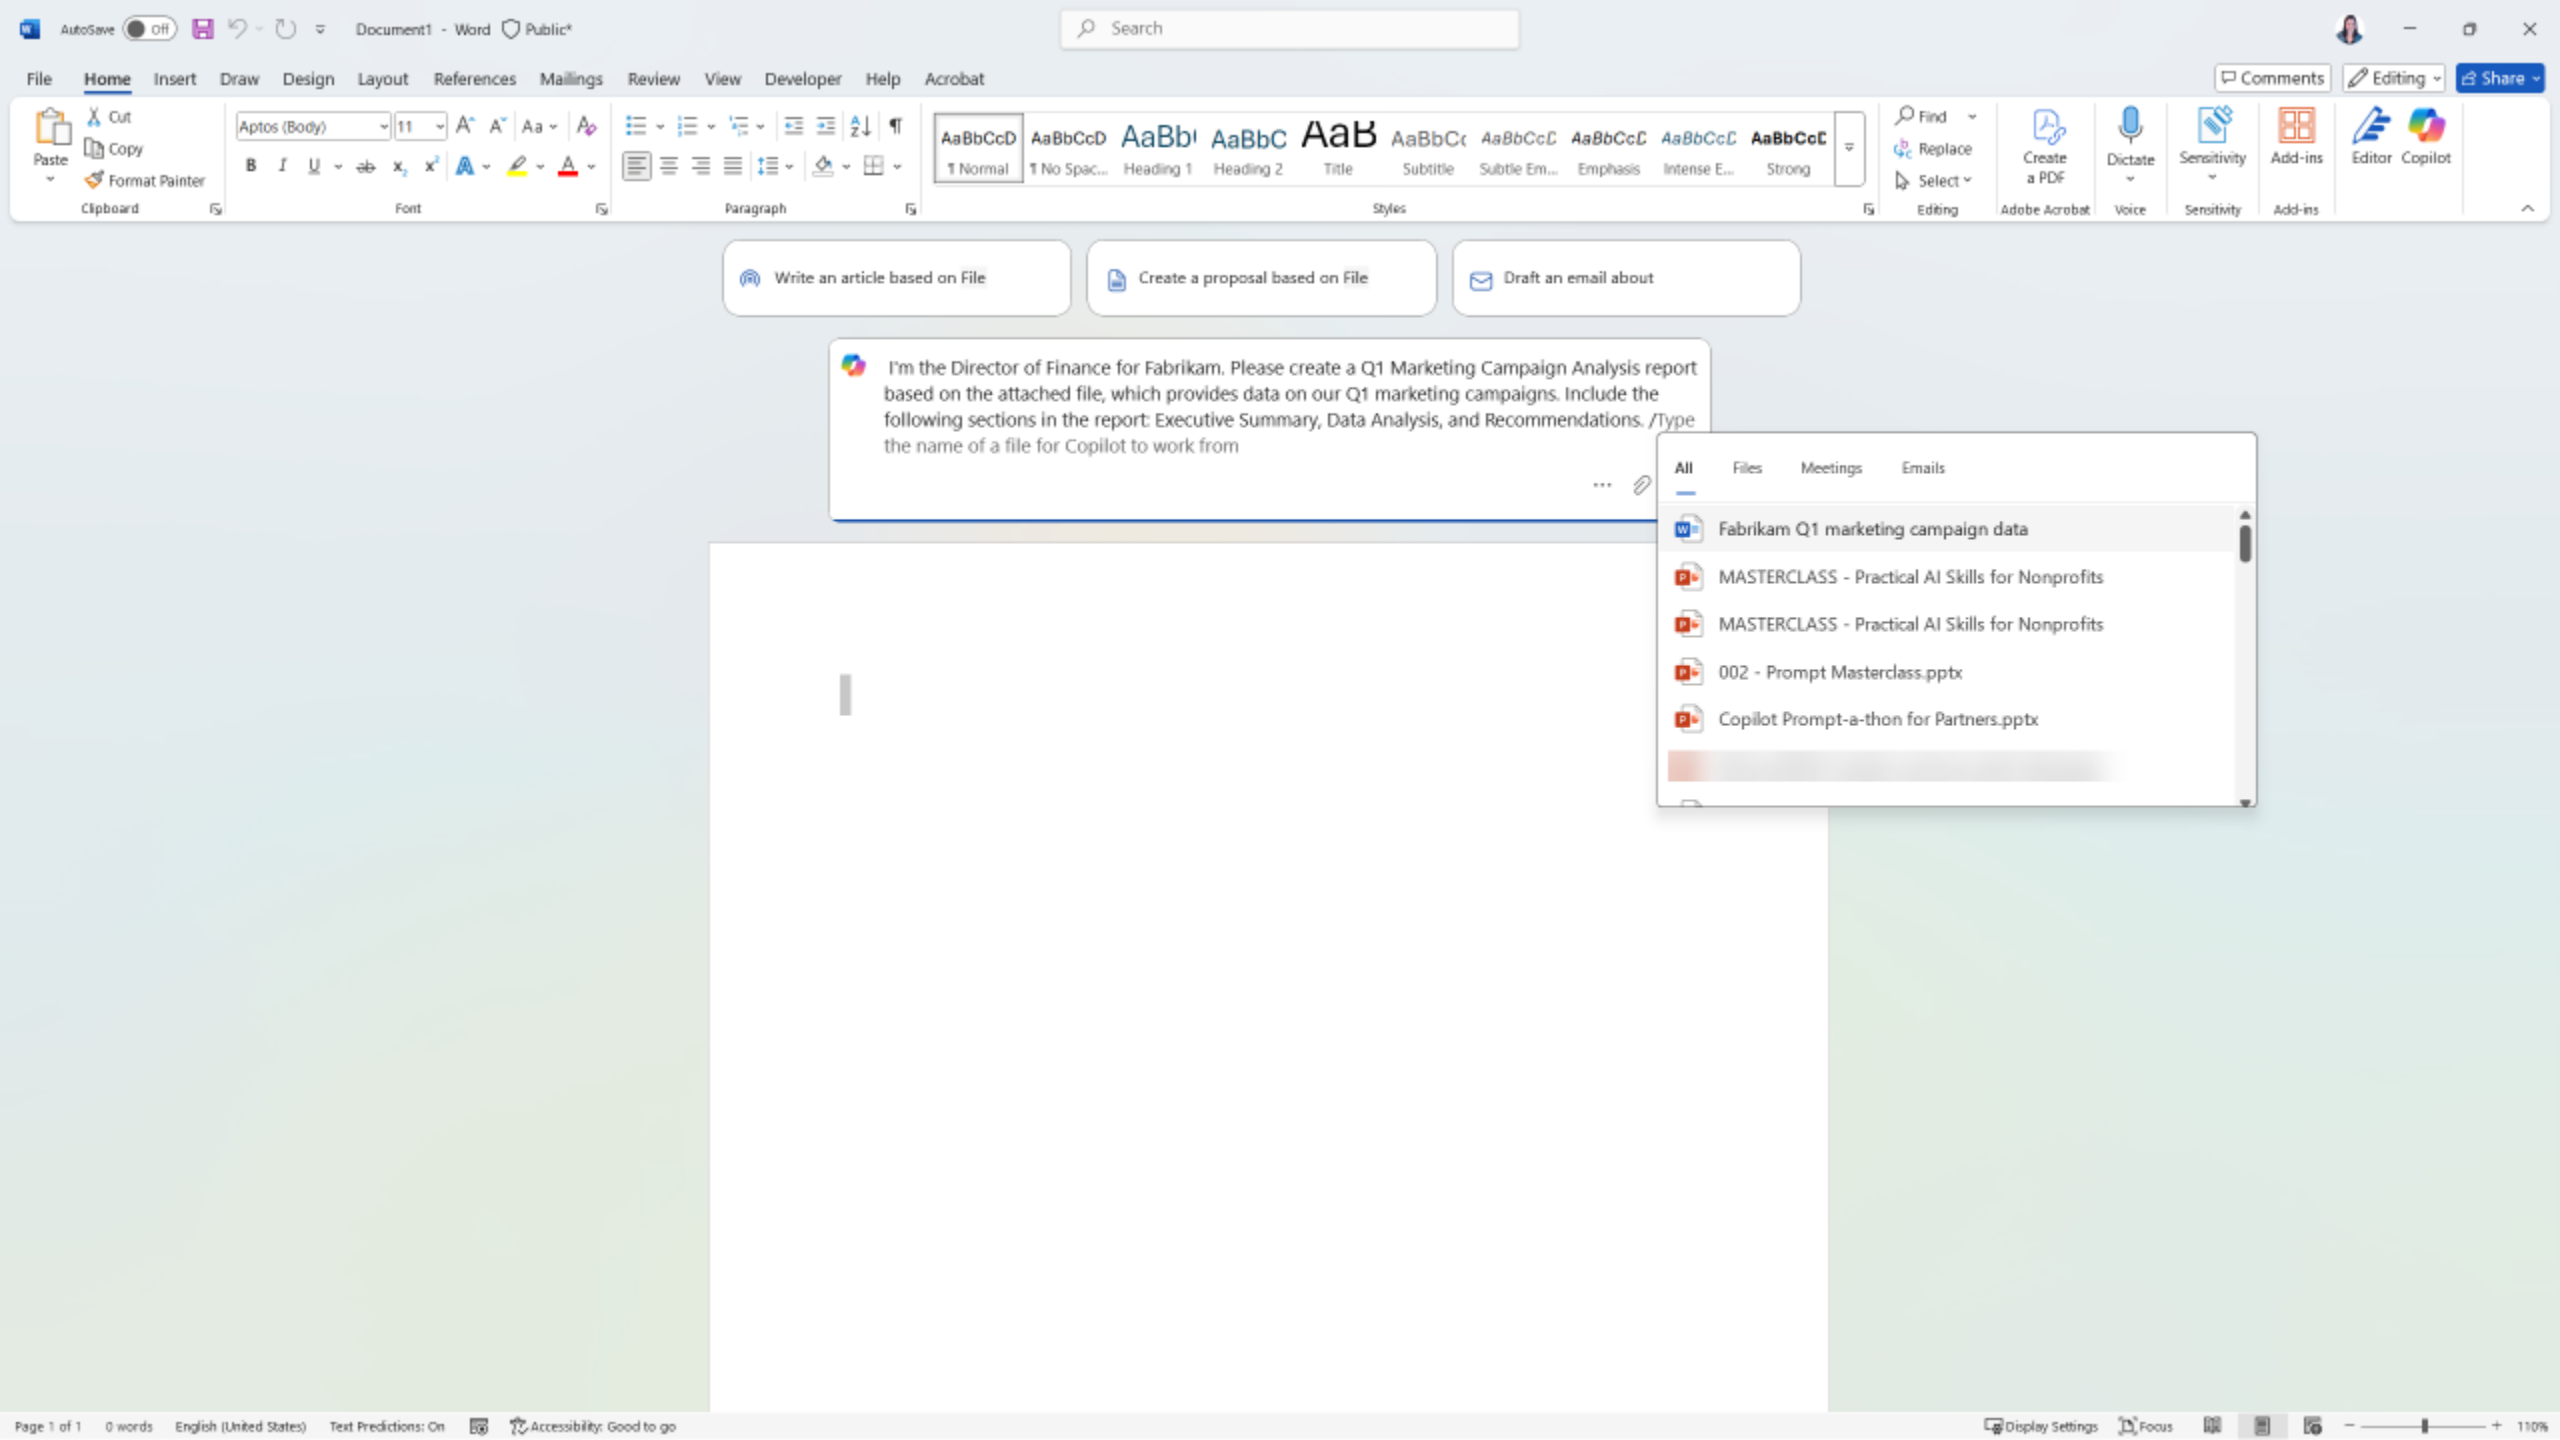 AutoSave Off Document1 - Word Public*
Search
File Home Insert Draw Design Layout References Mailings Review View Developer Help Acrobat
Comments Editing Share
Paste
Cut
Copy
Format Painter
Clipboard
Aptos (Body) 11
Font
Paragraph
AaBbCcD AaBbCcD AaBb( AaBbC AaB AaBbC( AaBbCcD AaBbCcD AaBbCcD AaBbCcD
¶ Normal ¶ No Spac... Heading 1 Heading 2 Title Subtitle Subtle Em... Emphasis Intense E... Strong
Styles
Find
Replace
Select
Editing
Create
a PDF
Adobe Acrobat
Dictate
Voice
Sensitivity
Sensitivity
Add-ins
Add-ins
Editor Copilot
Write an article based on File
Create a proposal based on File
Draft an email about
I'm the Director of Finance for Fabrikam. Please create a Q1 Marketing Campaign Analysis report
based on the attached file, which provides data on our Q1 marketing campaigns. Include the
following sections in the report: Executive Summary, Data Analysis, and Recommendations. /Type
the name of a file for Copilot to work from
All Files Meetings Emails
Fabrikam Q1 marketing campaign data
MASTERCLASS - Practical AI Skills for Nonprofits
MASTERCLASS - Practical AI Skills for Nonprofits
002 - Prompt Masterclass.pptx
Copilot Prompt-a-thon for Partners.pptx
Page 1 of 1 0 words English (United States) Text Predictions: On Accessibility: Good to go
Display Settings Focus 110%